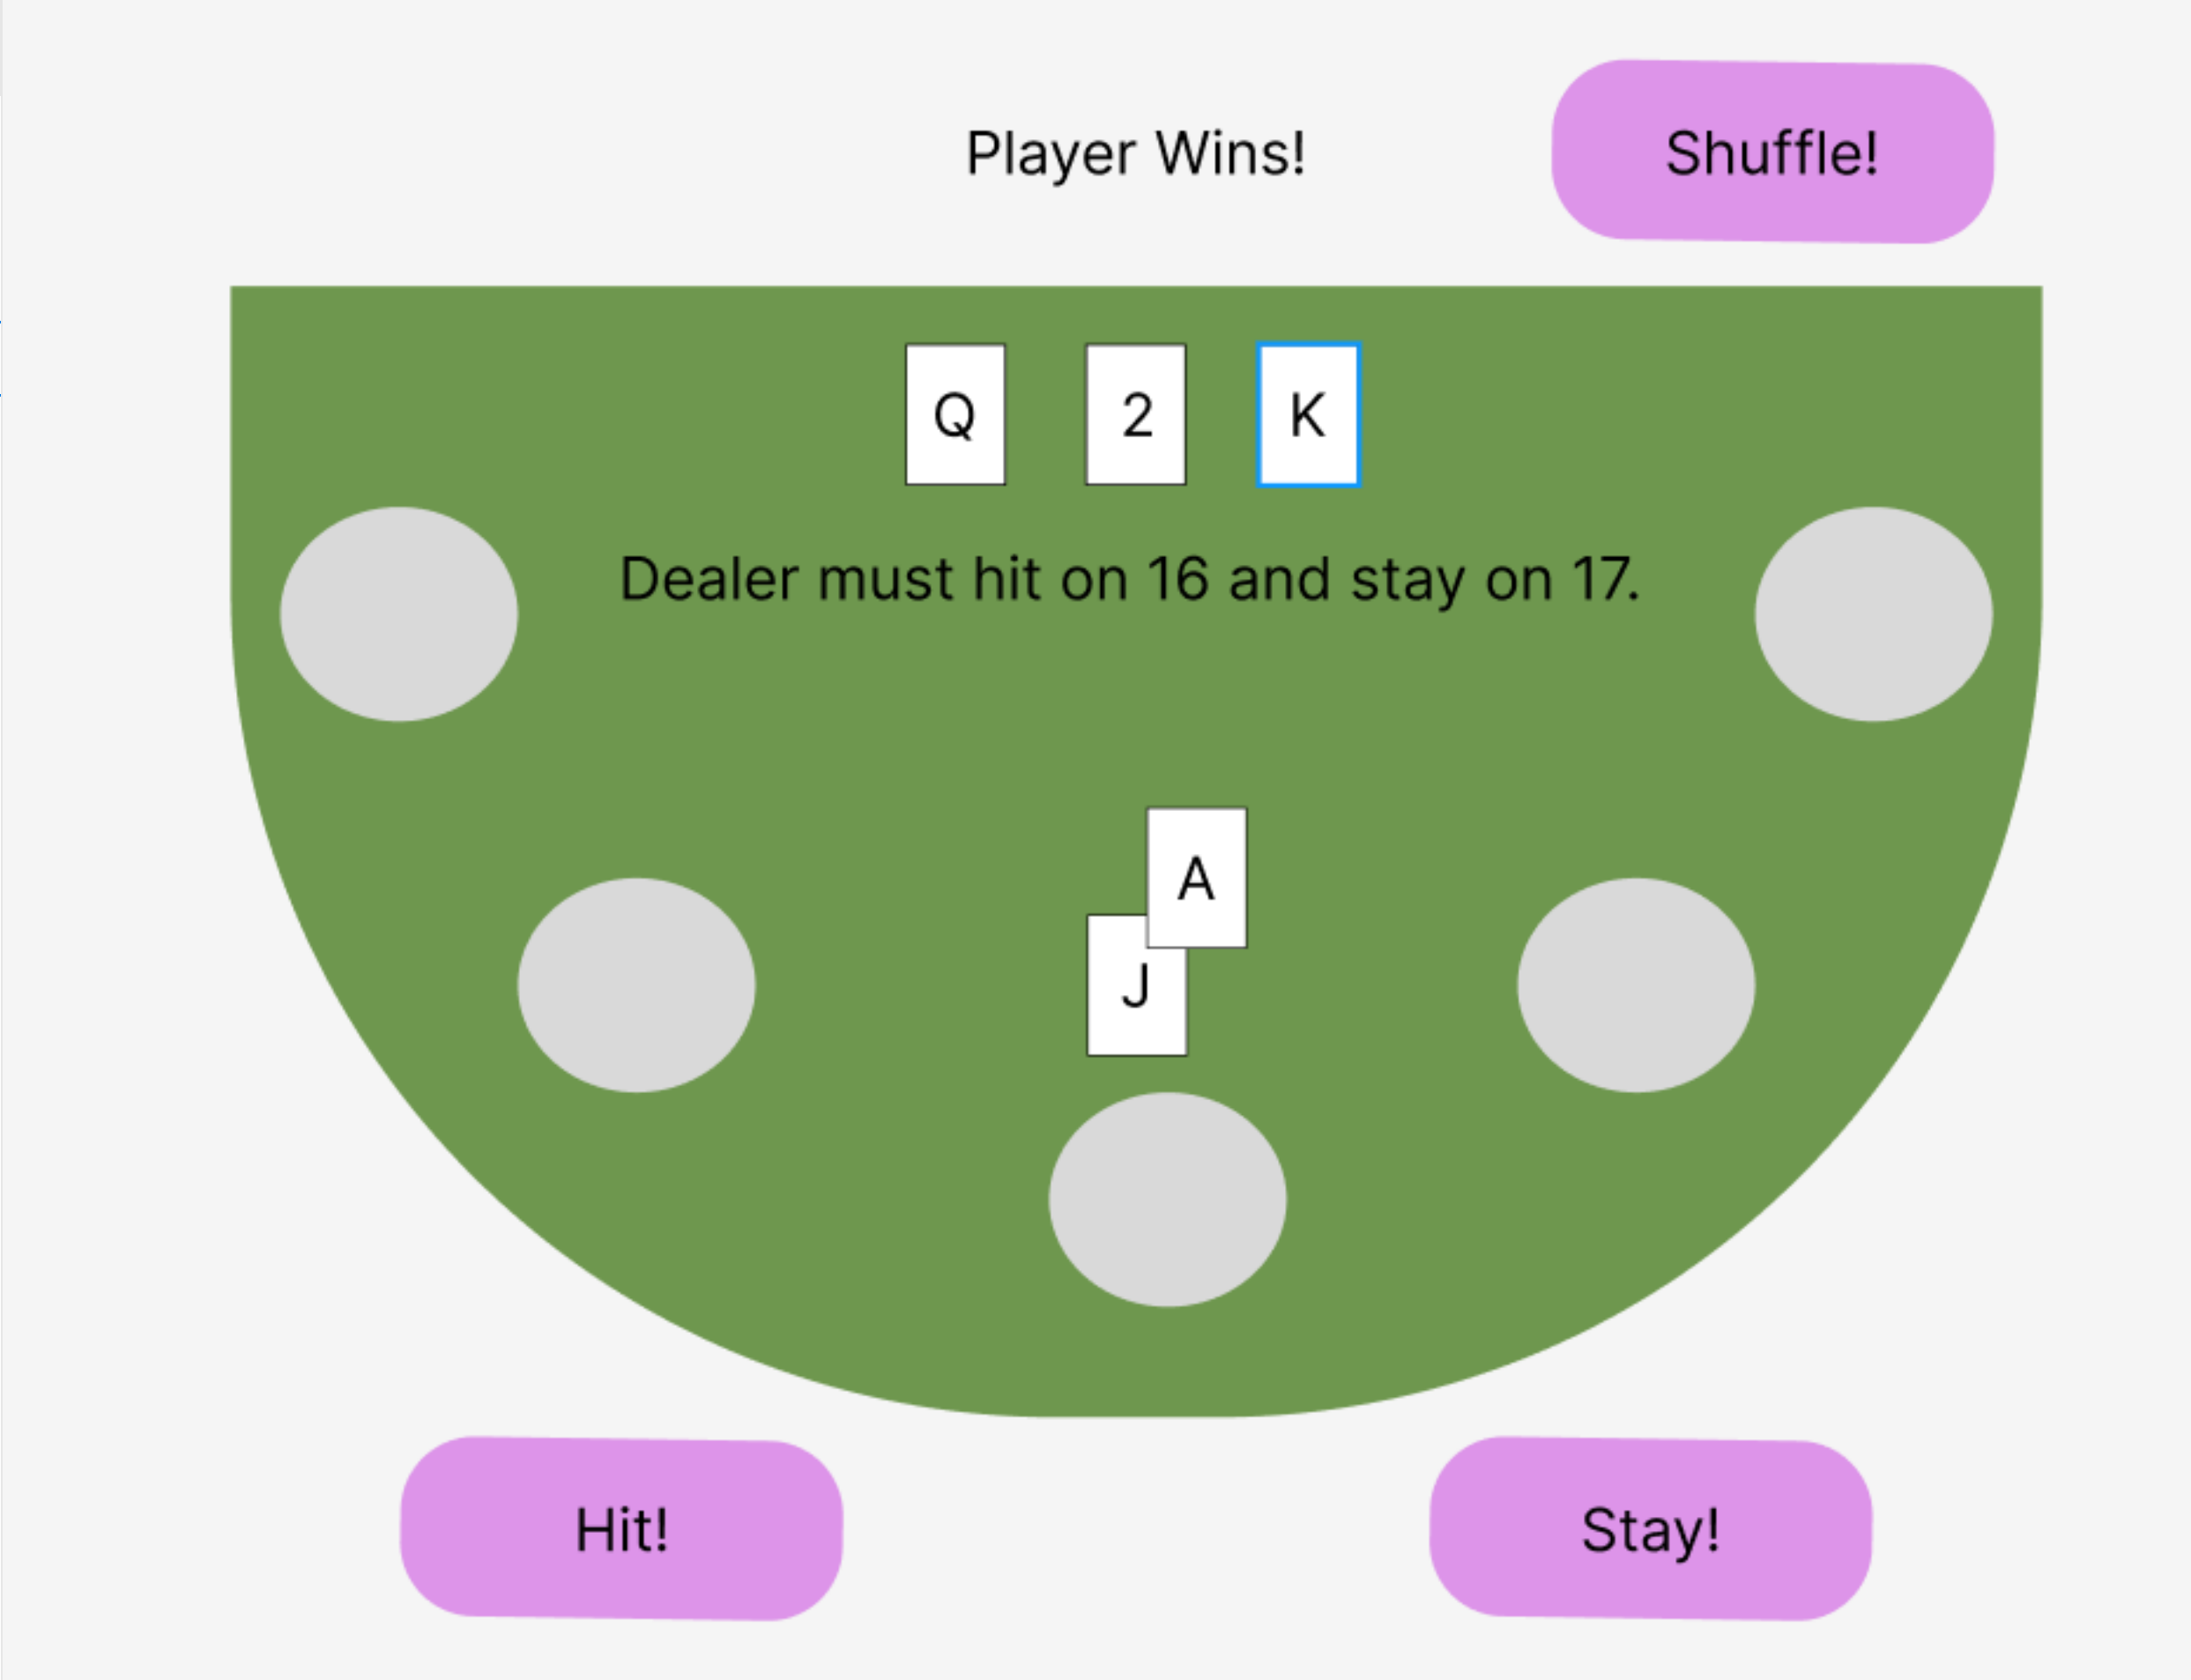 Player Wins!
Shuffle!
Q
2
K
Dealer must hit on 16 and stay on 17.
A
J
Hit!
Stay!